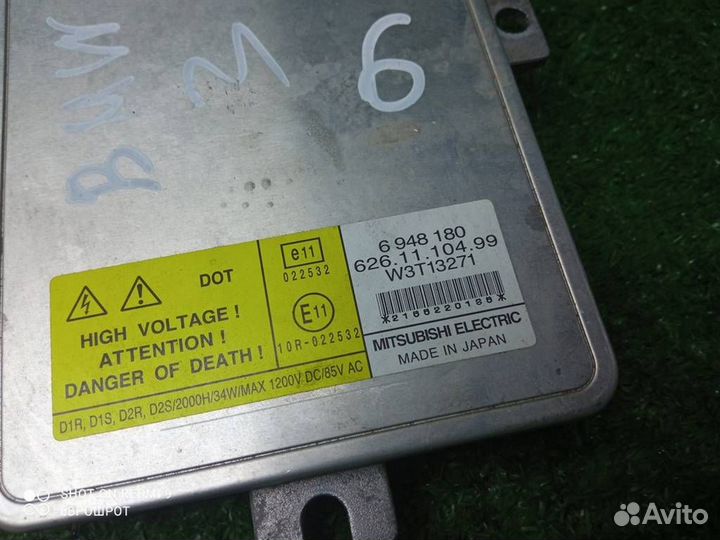 BMW
M 6
DOT
HIGH VOLTAGE !
ATTENTION !
DANGER OF DEATH !
e11
022532
E11
10R-022532
D1R, D1S, D2R, D2S/2000H/34W/MAX 1200V DC/85V AC
6 948 180
626.11.104.99
W3T13271
*2168220128*
MITSUBISHI ELECTRIC
MADE IN JAPAN
SHOT ON REDMI 9
66РОШРОТ
Avito